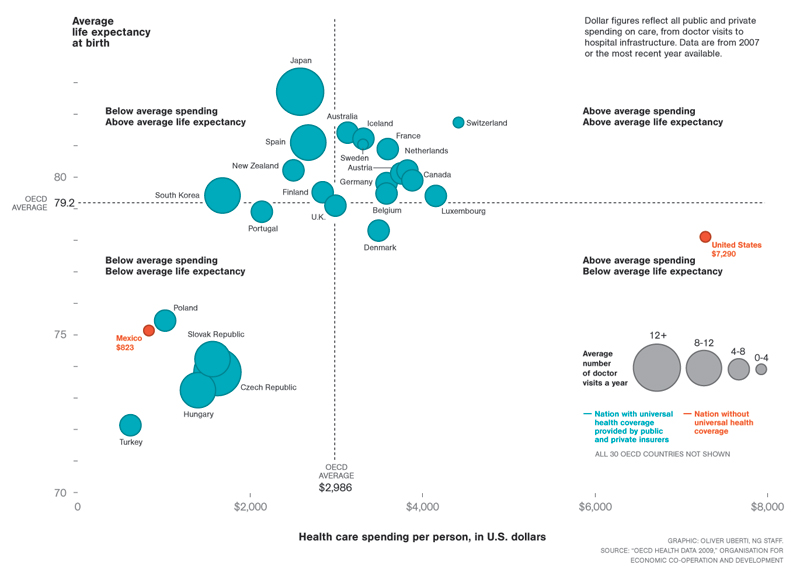 Average
life expectancy
at birth
Dollar figures reflect all public and private
spending on care, from doctor visits to
hospital infrastructure. Data are from 2007
or the most recent year available.
Japan
Below average spending
Above average life expectancy
Above average spending
Above average life expectancy
Australia
Iceland
Switzerland
Spain
France
Sweden
Netherlands
New Zealand
Austria
80
Canada
Germany
South Korea
Finland
OECD
AVERAGE
79.2
U.K.
Belgium
Luxembourg
Portugal
Denmark
United States
$7,290
Below average spending
Below average life expectancy
Above average spending
Below average life expectancy
Poland
75
Mexico
$823
Slovak Republic
Czech Republic
Hungary
Turkey
12+
8-12
4-8
0-4
Average
number
of doctor
visits a year
Nation with universal
health coverage
provided by public
and private insurers
Nation without
universal health
coverage
ALL 30 OECD COUNTRIES NOT SHOWN
OECD
AVERAGE
$2,986
70
0
$2,000
$4,000
$6,000
$8,000
Health care spending per person, in U.S. dollars
GRAPHIC: OLIVER UBERTI, NG STAFF.
SOURCE: "OECD HEALTH DATA 2009," ORGANISATION FOR
ECONOMIC CO-OPERATION AND DEVELOPMENT